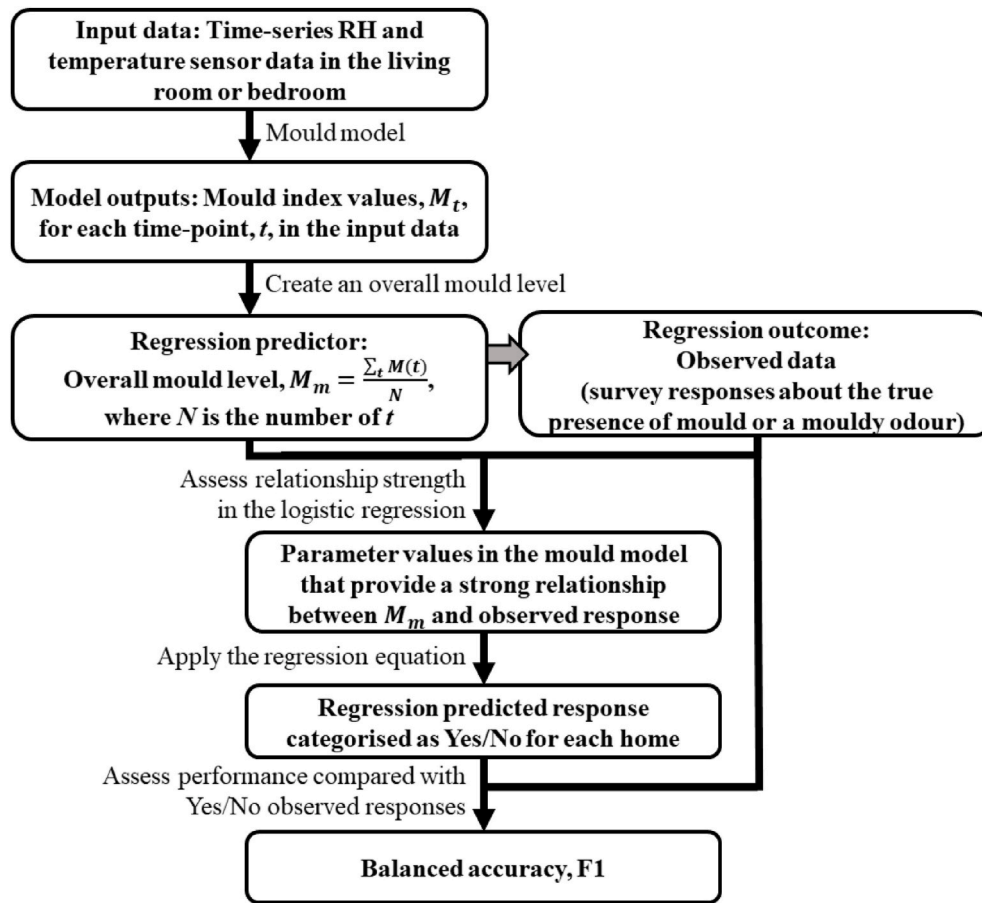 Input data: Time-series RH and
temperature sensor data in the living
room or bedroom
Mould model
Model outputs: Mould index values, M_t,
for each time-point, t, in the input data
Create an overall mould level
Regression predictor:
Overall mould level, M_m = ∑_t M(t) / N,
where N is the number of t
Regression outcome:
Observed data
(survey responses about the true
presence of mould or a mouldy odour)
Assess relationship strength
in the logistic regression
Parameter values in the mould model
that provide a strong relationship
between M_m and observed response
Apply the regression equation
Regression predicted response
categorised as Yes/No for each home
Assess performance compared with
Yes/No observed responses
Balanced accuracy, F1